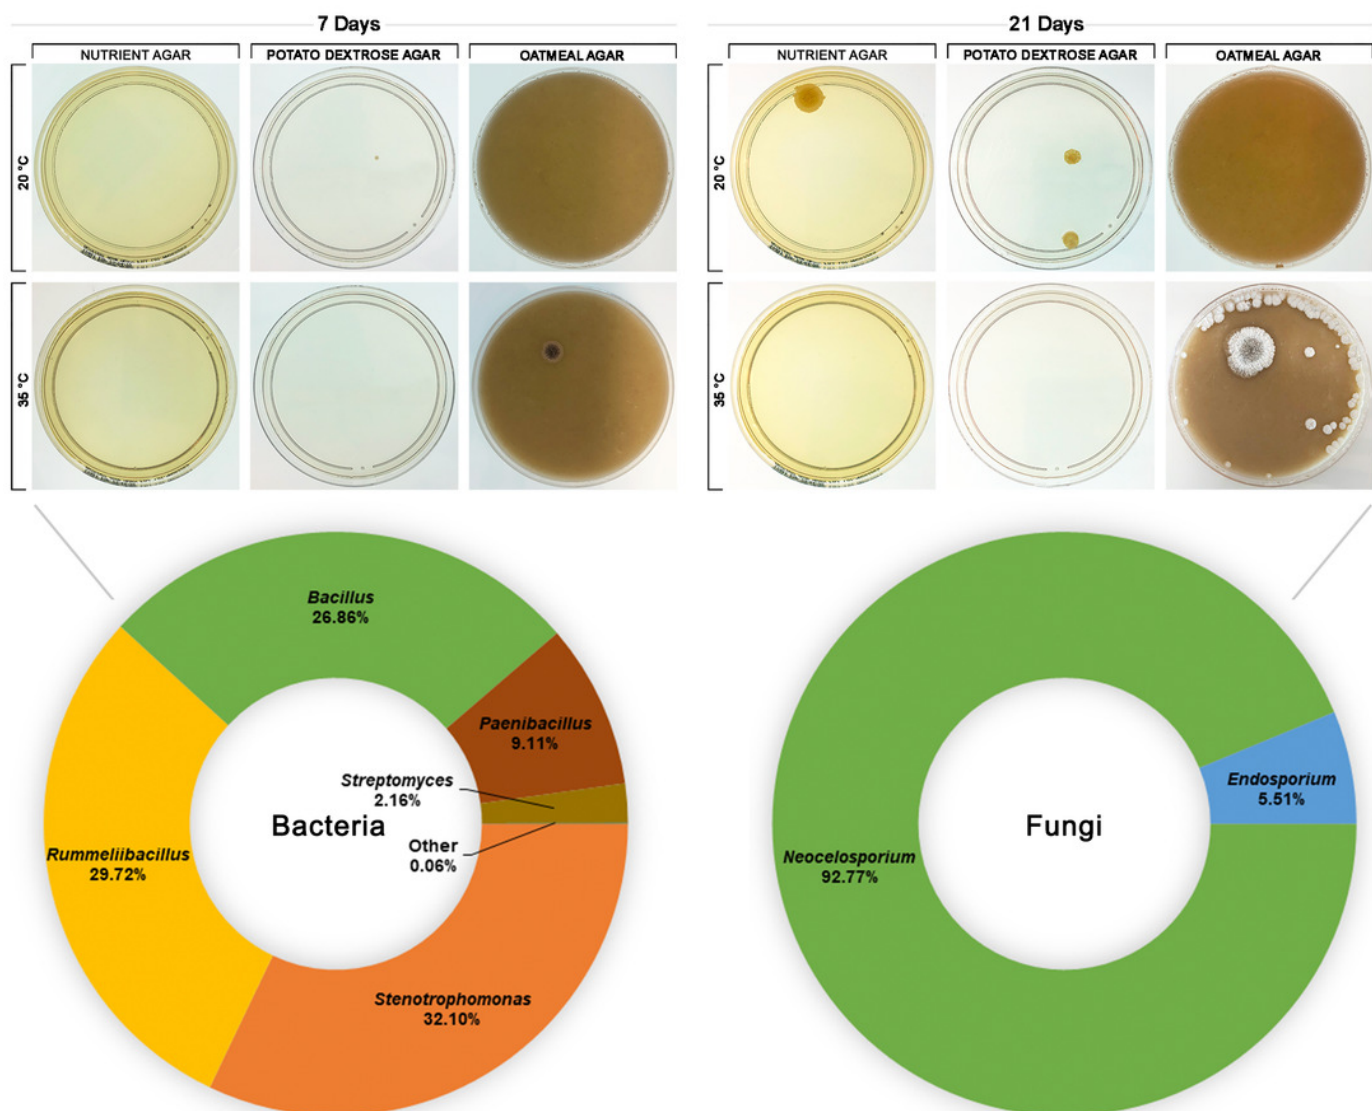 7 Days
21 Days
NUTRIENT AGAR
POTATO DEXTROSE AGAR
OATMEAL AGAR
NUTRIENT AGAR
POTATO DEXTROSE AGAR
OATMEAL AGAR
20 °C
20 °C
35 °C
35 °C
Bacillus
26.86%
Paenibacillus
9.11%
Streptomyces
2.16%
Bacteria
Other
0.06%
Rummeliibacillus
29.72%
Stenotrophomonas
32.10%
Endosporium
5.51%
Fungi
Neocelosporium
92.77%